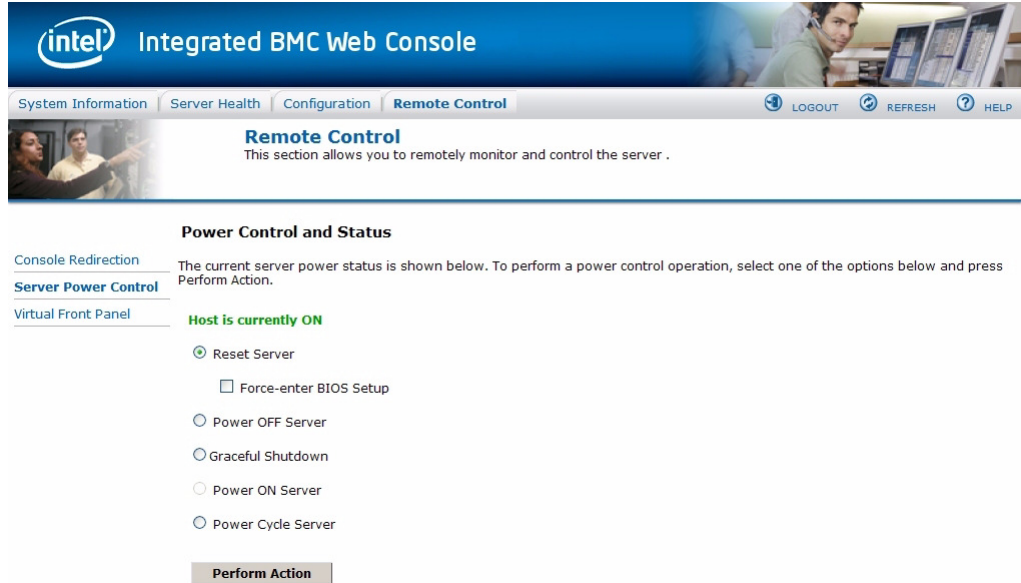 intel Integrated BMC Web Console
System Information Server Health Configuration Remote Control LOGOUT REFRESH HELP
Remote Control
This section allows you to remotely monitor and control the server .
Console Redirection
Server Power Control
Virtual Front Panel
Power Control and Status
The current server power status is shown below. To perform a power control operation, select one of the options below and press
Perform Action.
Host is currently ON
Reset Server
Force-enter BIOS Setup
Power OFF Server
Graceful Shutdown
Power ON Server
Power Cycle Server
Perform Action